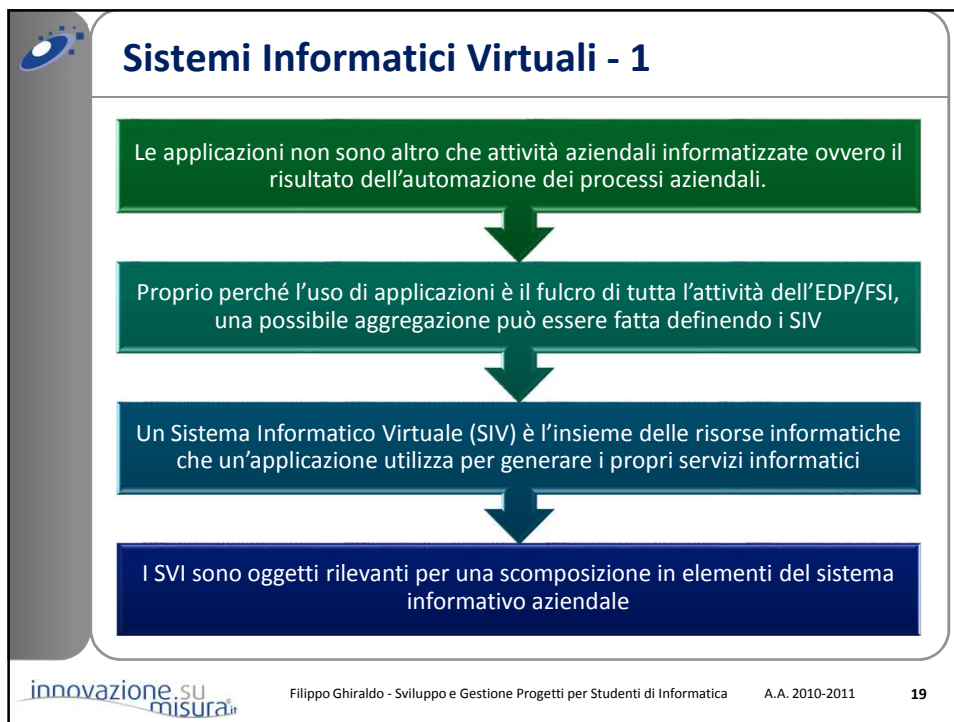 Sistemi Informatici Virtuali - 1
Le applicazioni non sono altro che attività aziendali informatizzate ovvero il
risultato dell'automazione dei processi aziendali.
Proprio perché l'uso di applicazioni è il fulcro di tutta l'attività dell'EDP/FSI,
una possibile aggregazione può essere fatta definendo i SIV
Un Sistema Informatico Virtuale (SIV) è l'insieme delle risorse informatiche
che un'applicazione utilizza per generare i propri servizi informatici
I SVI sono oggetti rilevanti per una scomposizione in elementi del sistema
informativo aziendale
innovazione.su
misura.it
Filippo Ghiraldo - Sviluppo e Gestione Progetti per Studenti di Informatica A.A. 2010-2011 19